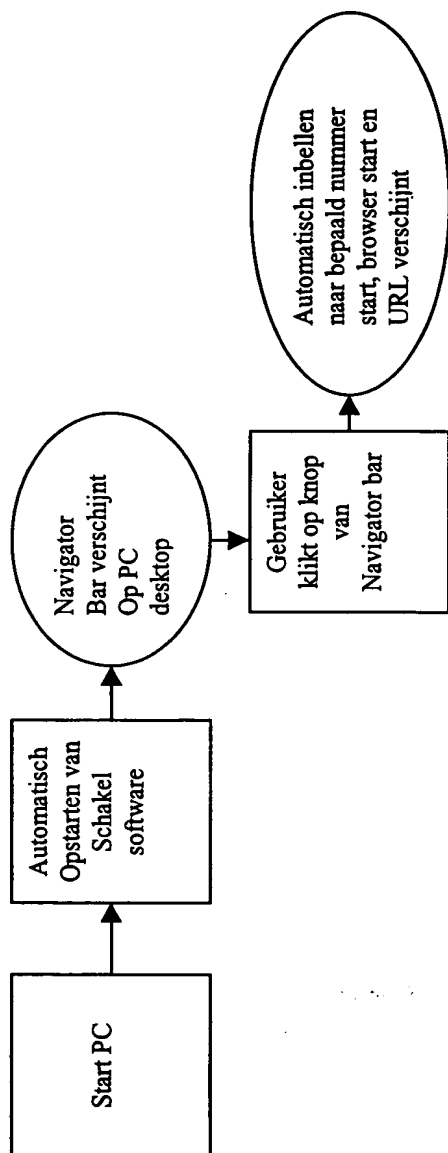 Start PC
Automatisch
Opstarten van
Schakel
software
Navigator
Bar verschijnt
Op PC
desktop
Gebruiker
klikt op knop
van
Navigator bar
Automatisch inbellen
naar bepaald nummer
start, browser start en
URL verschijnt